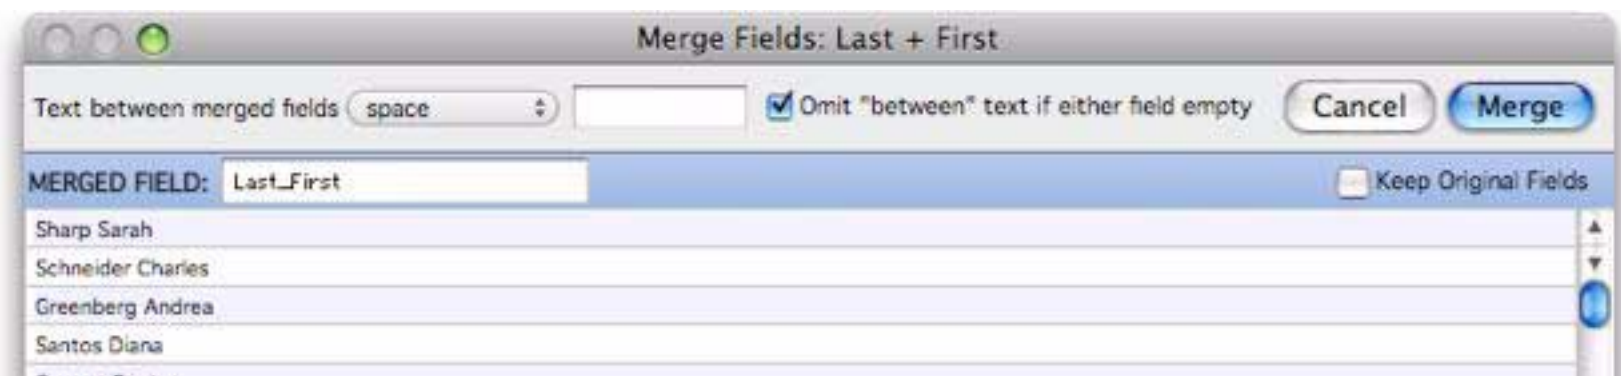 Merge Fields: Last + First
Text between merged fields space Omit "between" text if either field empty Cancel Merge
MERGED FIELD: Last_First Keep Original Fields
Sharp Sarah
Schneider Charles
Greenberg Andrea
Santos Diana